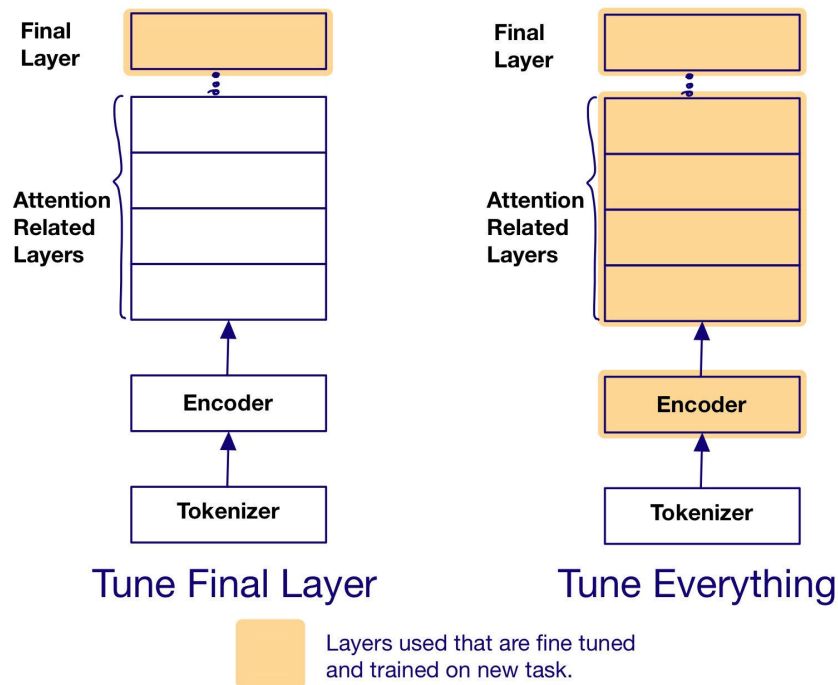 Final
Layer
Attention
Related
Layers
Encoder
Tokenizer
Tune Final Layer
Final
Layer
Attention
Related
Layers
Encoder
Tokenizer
Tune Everything
Layers used that are fine tuned
and trained on new task.